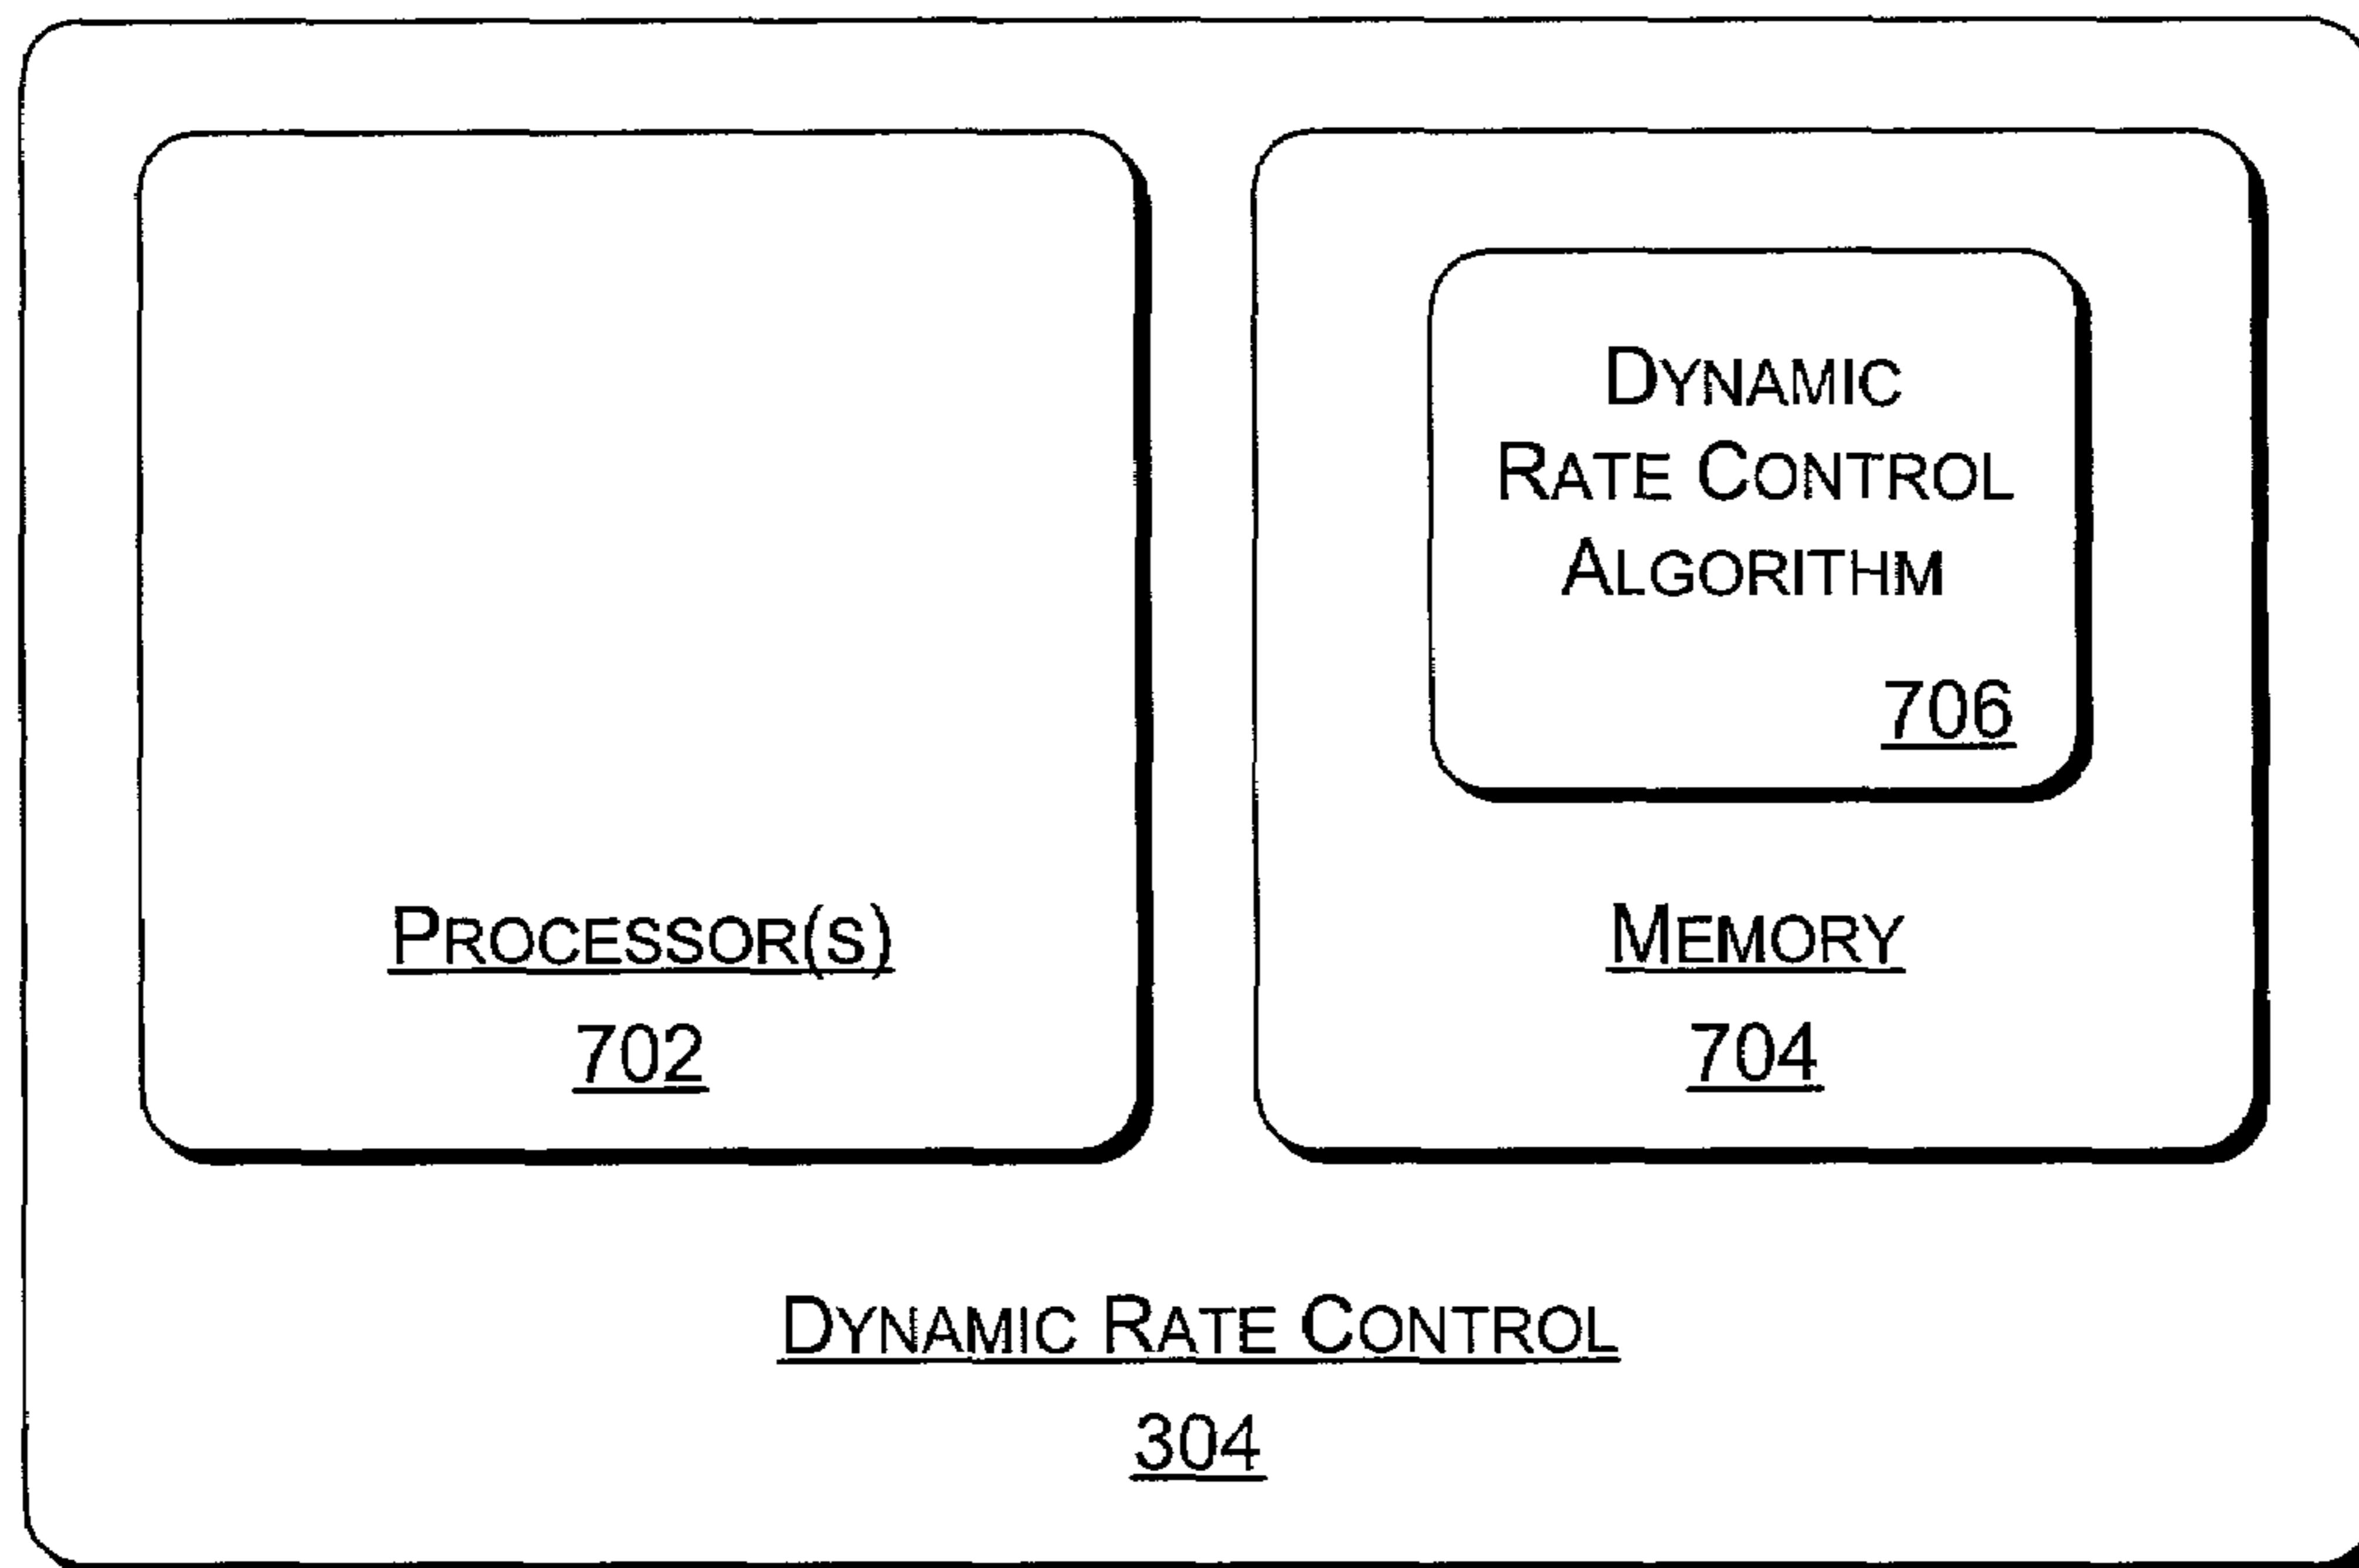 DYNAMIC
RATE CONTROL
ALGORITHM
706
PROCESSOR(S)
702
MEMORY
704
DYNAMIC RATE CONTROL
304